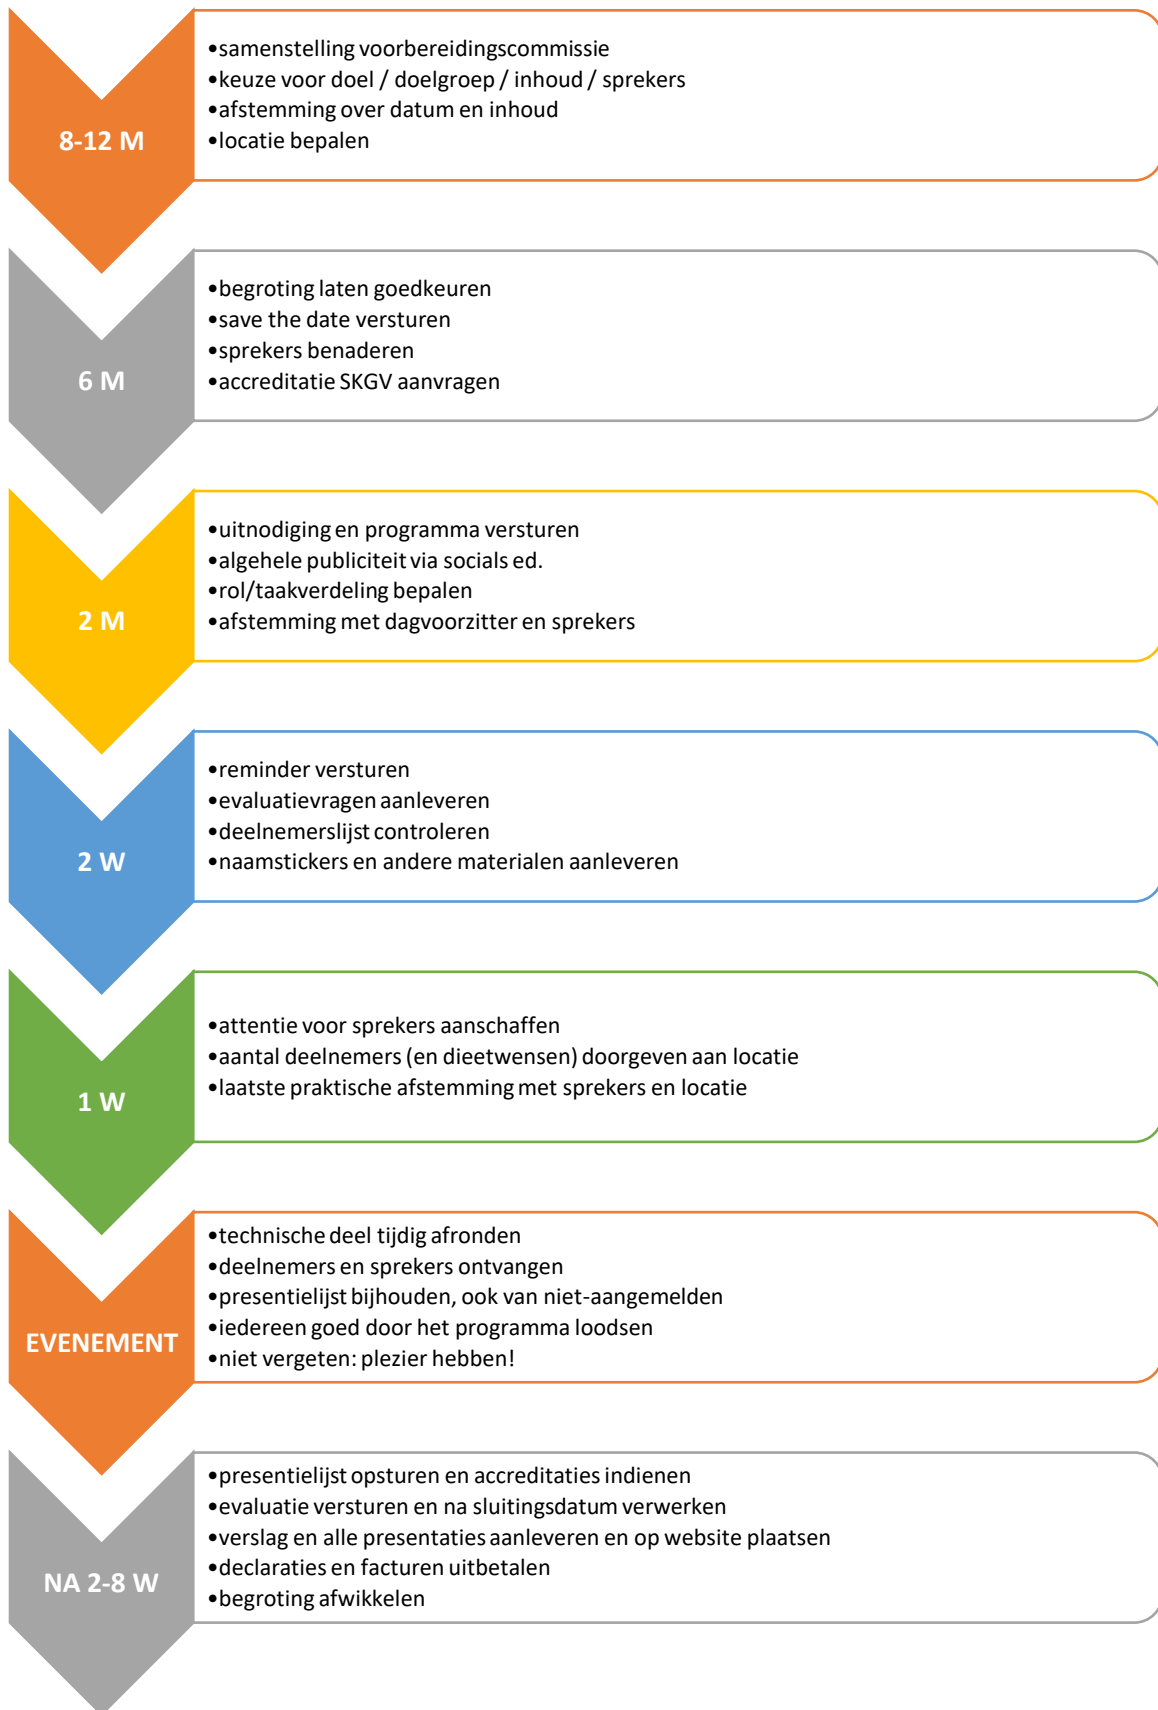 8-12 M
•samenstelling voorbereidingscommissie
•keuze voor doel / doelgroep / inhoud / sprekers
•afstemming over datum en inhoud
•locatie bepalen
6 M
•begroting laten goedkeuren
•save the date versturen
•sprekers benaderen
•accreditatie SKGV aanvragen
2 M
•uitnodiging en programma versturen
•algehele publiciteit via socials ed.
•rol/taakverdeling bepalen
•afstemming met dagvoorzitter en sprekers
2 W
•reminder versturen
•evaluatievragen aanleveren
•deelnemerslijst controleren
•naamstickers en andere materialen aanleveren
1 W
•attentie voor sprekers aanschaffen
•aantal deelnemers (en dieetwensen) doorgeven aan locatie
•laatste praktische afstemming met sprekers en locatie
EVENEMENT
•technische deel tijdig afronden
•deelnemers en sprekers ontvangen
•presentielijst bijhouden, ook van niet-aangemelden
•iedereen goed door het programma loodsen
•niet vergeten: plezier hebben!
NA 2-8 W
•presentielijst opsturen en accreditaties indienen
•evaluatie versturen en na sluitingsdatum verwerken
•verslag en alle presentaties aanleveren en op website plaatsen
•declaraties en facturen uitbetalen
•begroting afwikkelen